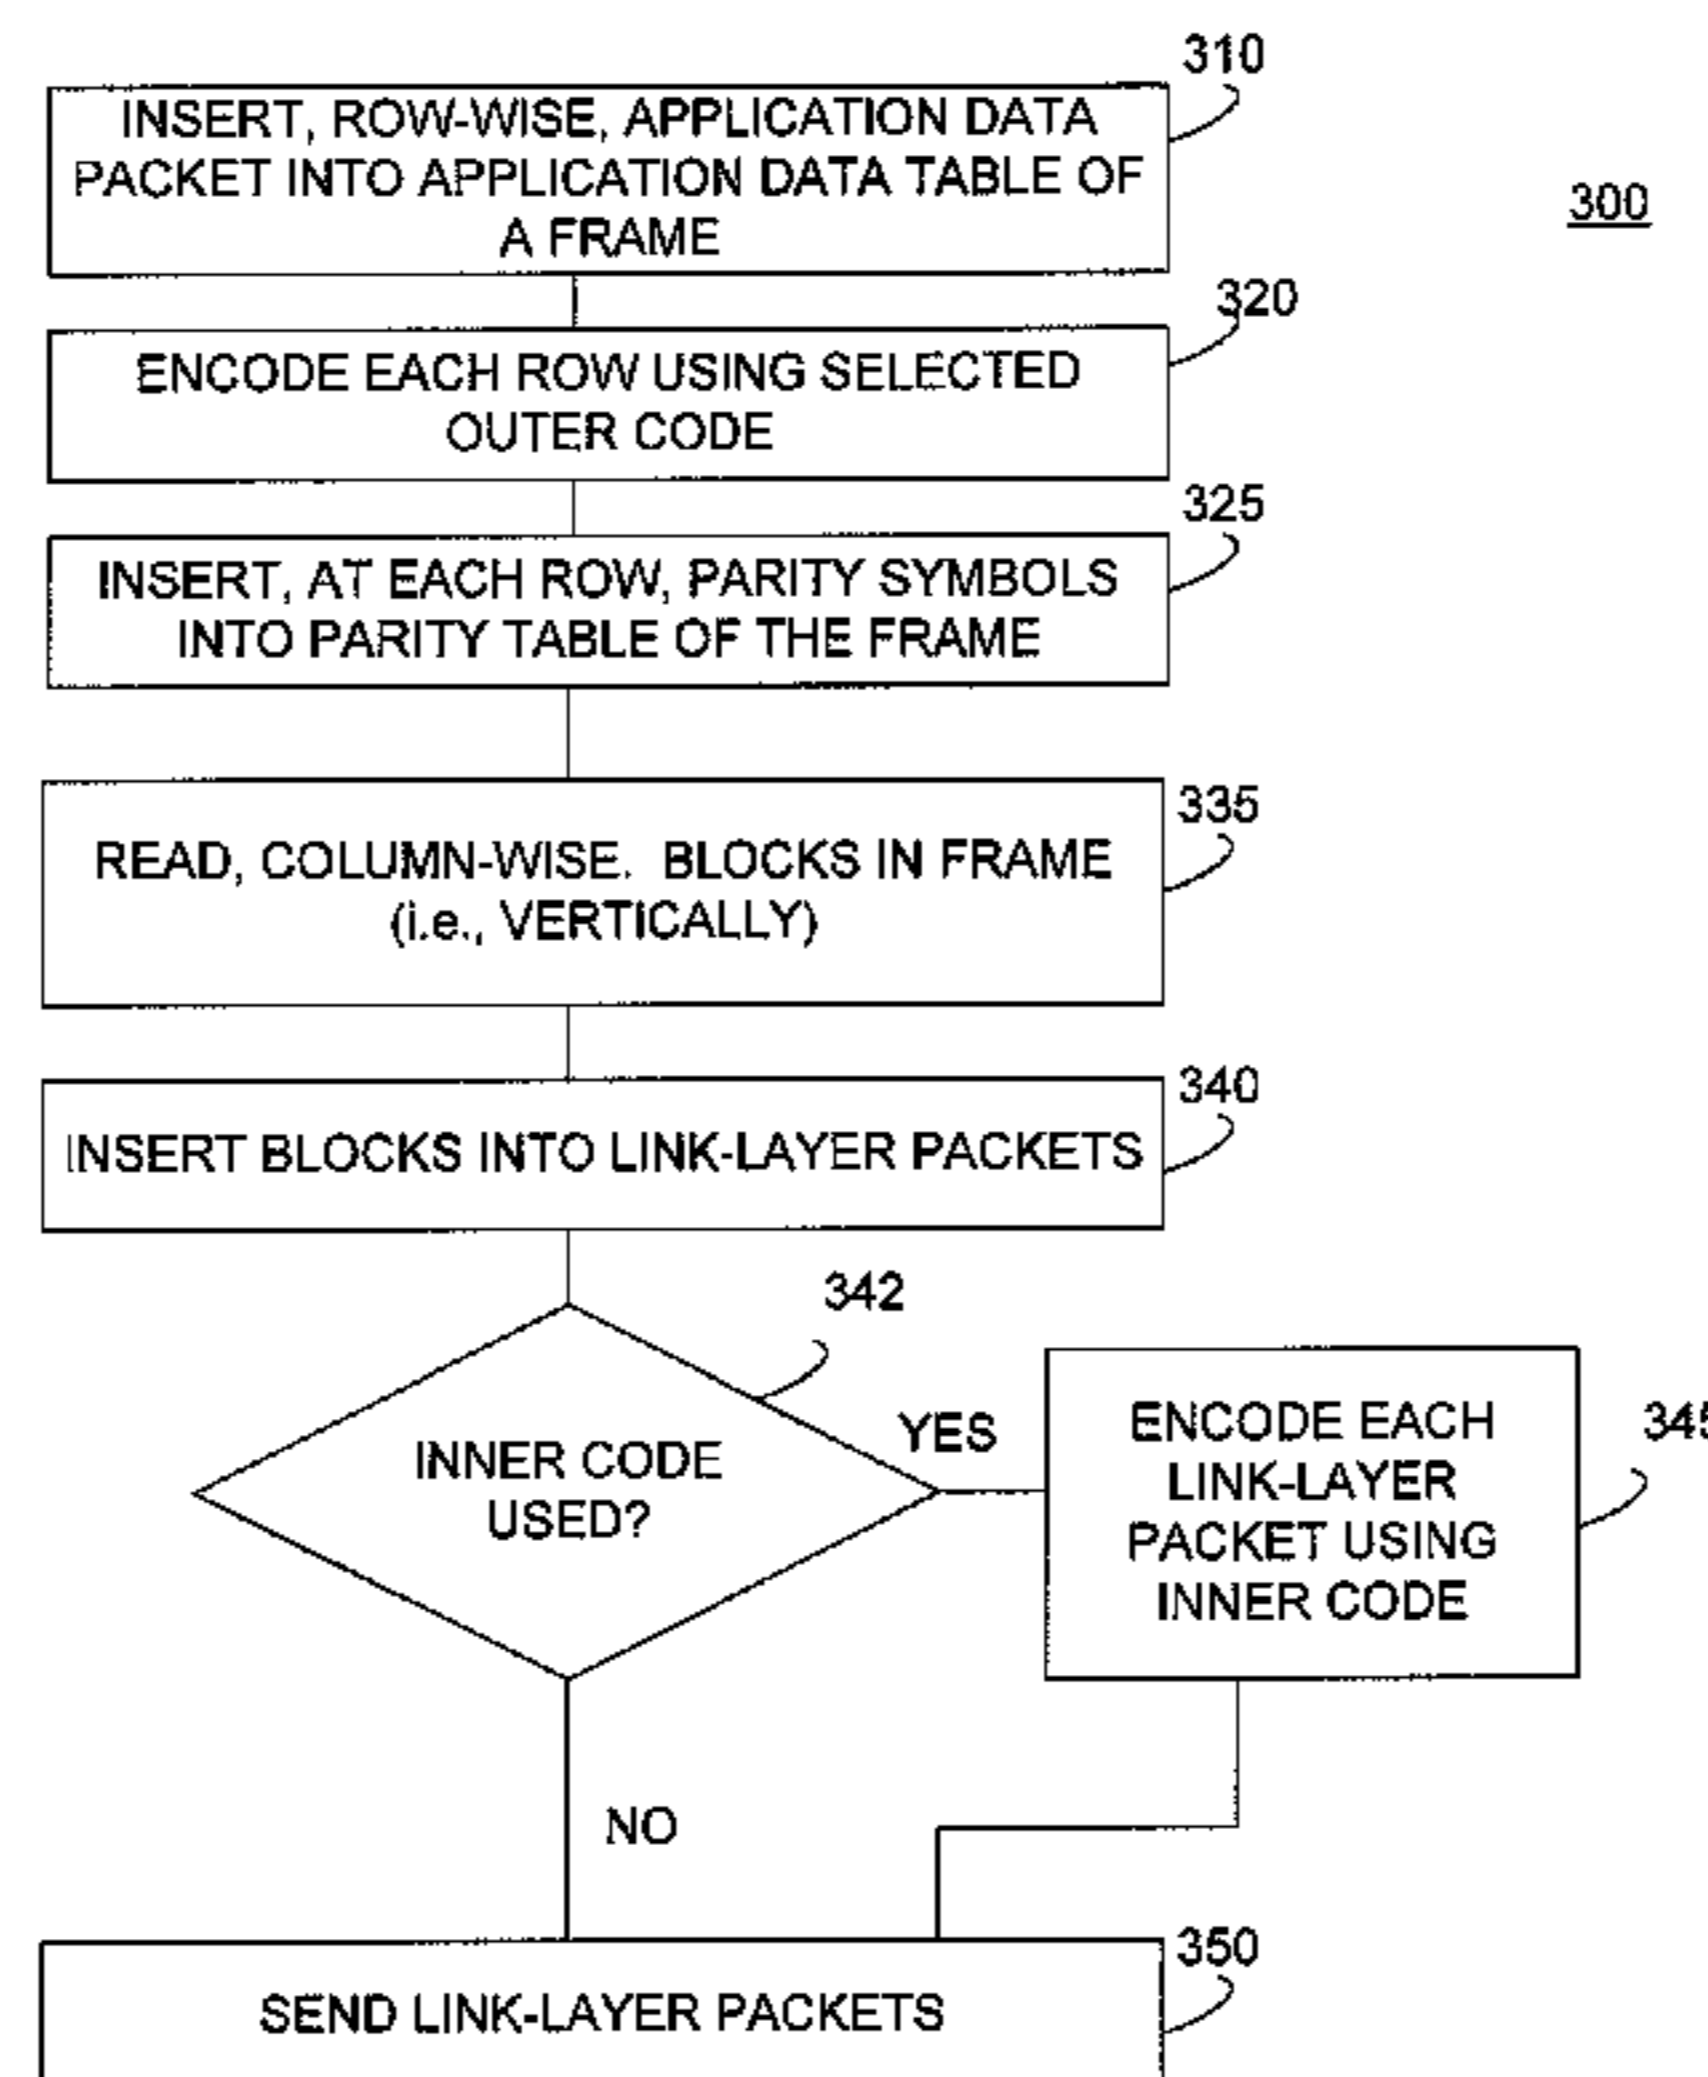 310
INSERT, ROW-WISE, APPLICATION DATA
PACKET INTO APPLICATION DATA TABLE OF
A FRAME
300
320
ENCODE EACH ROW USING SELECTED
OUTER CODE
325
INSERT, AT EACH ROW, PARITY SYMBOLS
INTO PARITY TABLE OF THE FRAME
335
READ, COLUMN-WISE. BLOCKS IN FRAME
(i.e., VERTICALLY)
340
INSERT BLOCKS INTO LINK-LAYER PACKETS
342
INNER CODE
USED?
YES
ENCODE EACH
LINK-LAYER
PACKET USING
INNER CODE
345
NO
350
SEND LINK-LAYER PACKETS